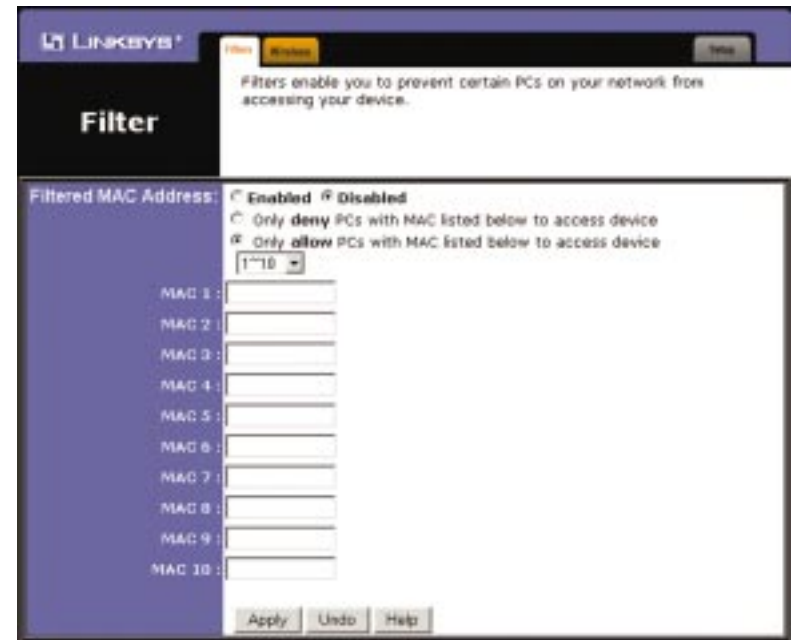 LINKSYS®
Filters Wireless Setup
Filter
Filters enable you to prevent certain PCs on your network from
accessing your device.
Filtered MAC Address: Enabled Disabled
Only deny PCs with MAC listed below to access device
Only allow PCs with MAC listed below to access device
1~10
MAC 1 :
MAC 2 :
MAC 3 :
MAC 4 :
MAC 5 :
MAC 6 :
MAC 7 :
MAC 8 :
MAC 9 :
MAC 10 :
Apply Undo Help